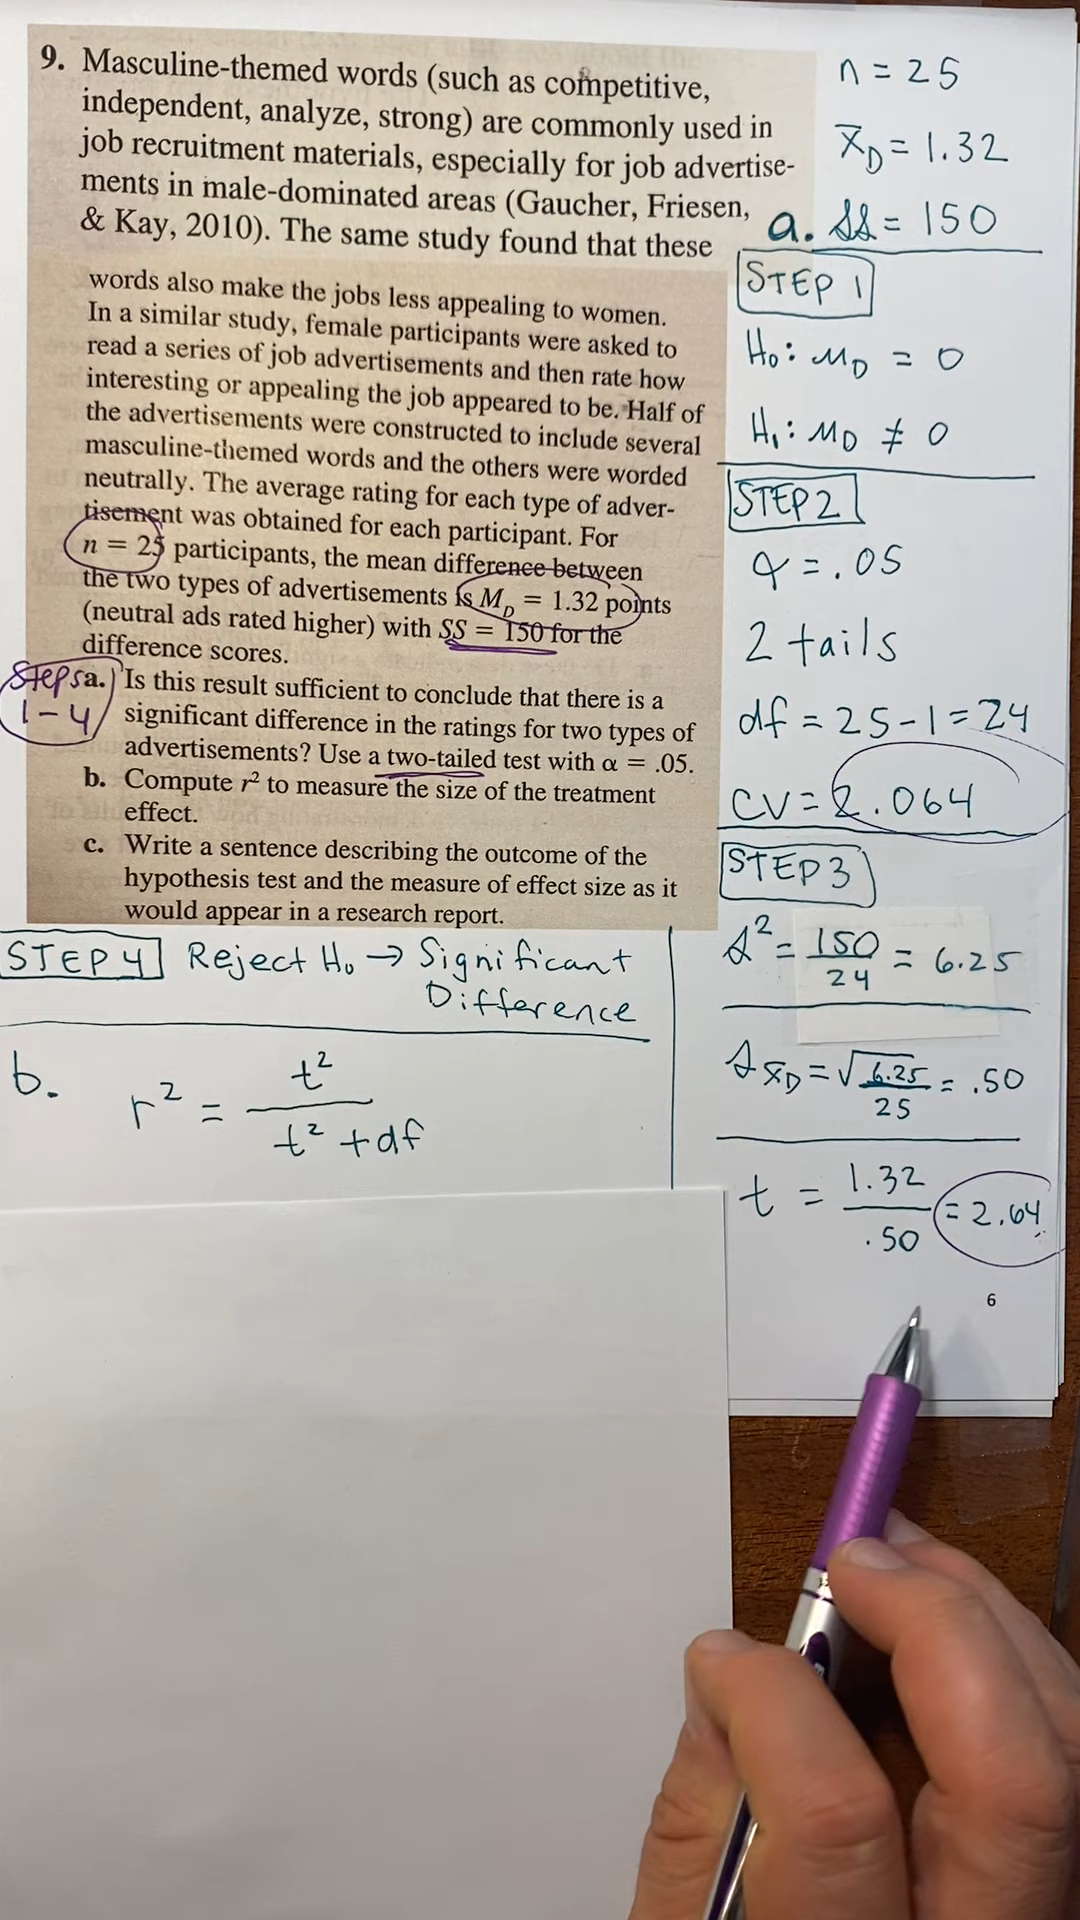 9. Masculine-themed words (such as competitive,
independent, analyze, strong) are commonly used in
job recruitment materials, especially for job advertise-
ments in male-dominated areas (Gaucher, Friesen,
& Kay, 2010). The same study found that these
words also make the jobs less appealing to women.
In a similar study, female participants were asked to
read a series of job advertisements and then rate how
interesting or appealing the job appeared to be. Half of
the advertisements were constructed to include several
masculine-themed words and the others were worded
neutrally. The average rating for each type of adver-
tisement was obtained for each participant. For
n = 25 participants, the mean difference between
the two types of advertisements is M_D = 1.32 points
(neutral ads rated higher) with SS = 150 for the
difference scores.
Steps
1-4
a. Is this result sufficient to conclude that there is a
significant difference in the ratings for two types of
advertisements? Use a two-tailed test with α = .05.
b. Compute r² to measure the size of the treatment
effect.
c. Write a sentence describing the outcome of the
hypothesis test and the measure of effect size as it
would appear in a research report.
n = 25
x̄_D = 1.32
a. SS = 150
STEP 1
H₀: μ_D = 0
H₁: μ_D ≠ 0
STEP 2
α = .05
2 tails
df = 25-1 = 24
CV = 2.064
STEP 3
s² = 150/24 = 6.25
s_x̄_D = √6.25/25 = .50
t = 1.32/.50 = 2.64
6
STEP 4 Reject H₀ → Significant
Difference
b. r² = t²/t² + df